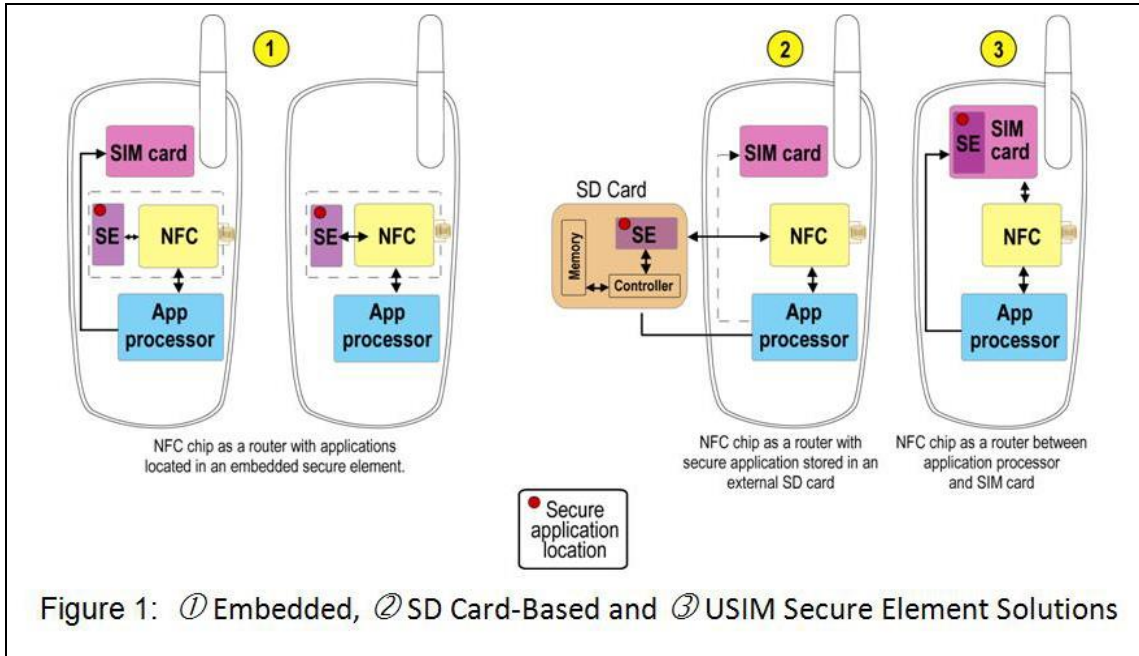 1
SIM card
SE
NFC
App
processor
SE
NFC
App
processor
NFC chip as a router with applications
located in an embedded secure element.
2
SD Card
Memory
SE
Controller
SIM card
NFC
App
processor
NFC chip as a router with
secure application stored in an
external SD card
3
SE
SIM
card
NFC
App
processor
NFC chip as a router between
application processor
and SIM card
Secure
application
location
Figure 1: ① Embedded, ② SD Card-Based and ③ USIM Secure Element Solutions